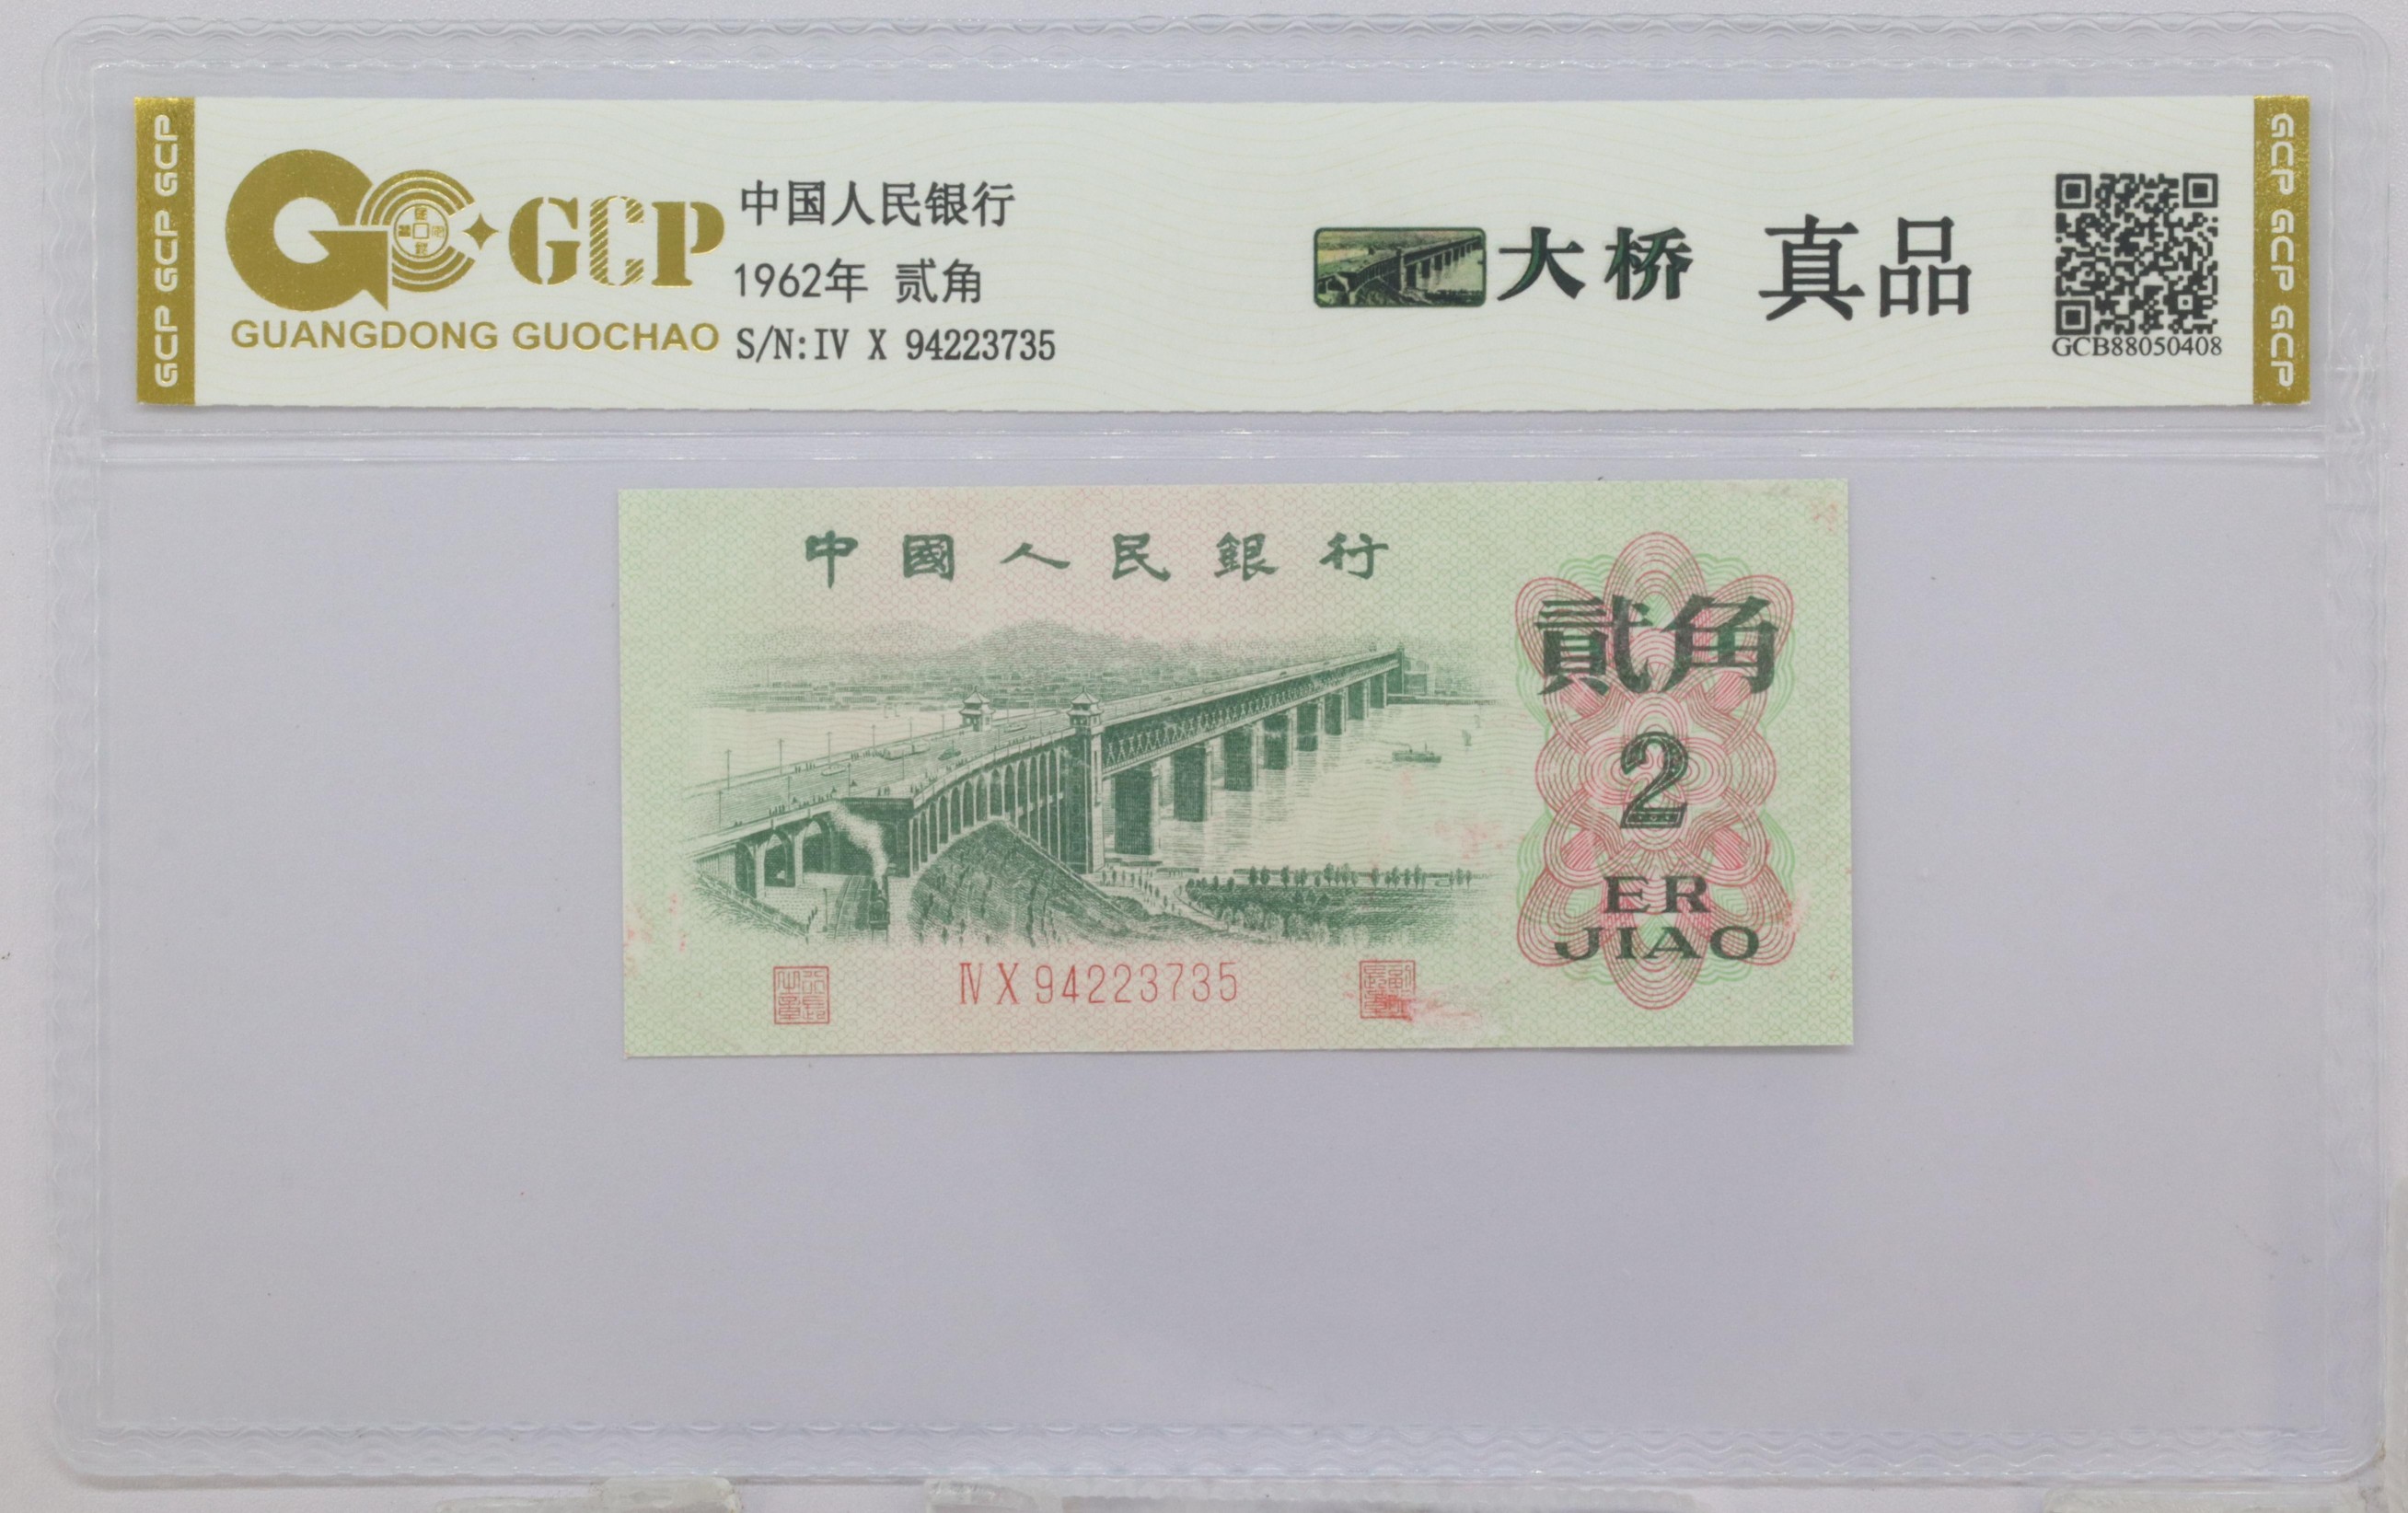 GCP GCP GCP
GCP
GUANGDONG GUOCHAO
中国人民银行
1962年 贰角
S/N:IV X 94223735
大桥 真品
GCB88050408
GCP GCP GCP
中國人民銀行
貳角
2
ER
JIAO
ⅣX94223735